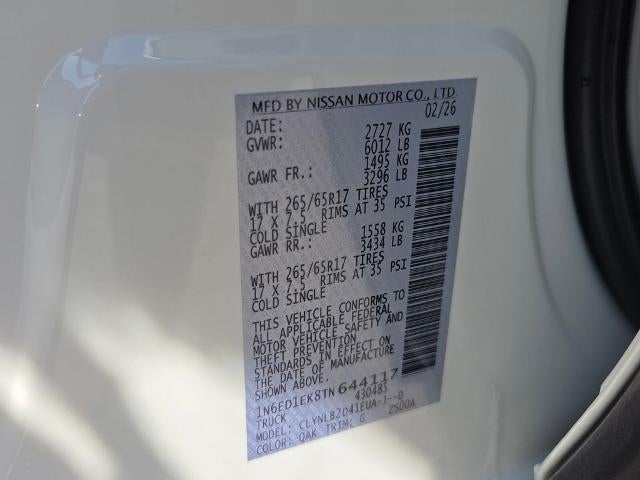 MFD BY NISSAN MOTOR CO., LTD.
DATE: 02/26
GVWR: 2727 KG
6012 LB
GAWR FR.: 1495 KG
3296 LB
WITH 265/65R17 TIRES
17 X 7.5 RIMS AT 35 PSI
COLD SINGLE
GAWR RR.: 1558 KG
3434 LB
WITH 265/65R17 TIRES
17 X 7.5 RIMS AT 35 PSI
COLD SINGLE
THIS VEHICLE CONFORMS TO
ALL APPLICABLE FEDERAL
MOTOR VEHICLE SAFETY AND
THEFT PREVENTION
STANDARDS IN EFFECT ON
THE DATE OF MANUFACTURE
SHOWN ABOVE.
1N6ED1EK8TN644117
TRUCK 430485
MODEL: CLYNLB2D41EUA-J--D
COLOR: QAK TRIM: G 2S00A